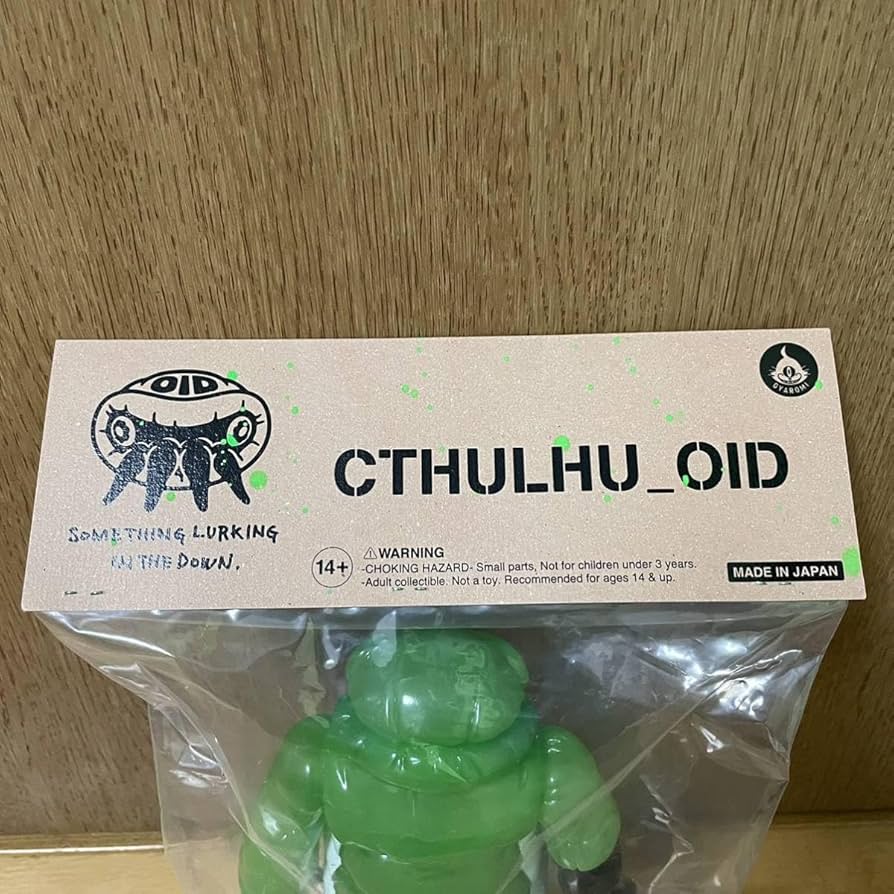 OID
GYAROMI
CTHULHU_OID
SOMETHING LURKING
IN THE DOWN.
14+
⚠WARNING
-CHOKING HAZARD- Small parts, Not for children under 3 years.
-Adult collectible. Not a toy. Recommended for ages 14 & up.
MADE IN JAPAN